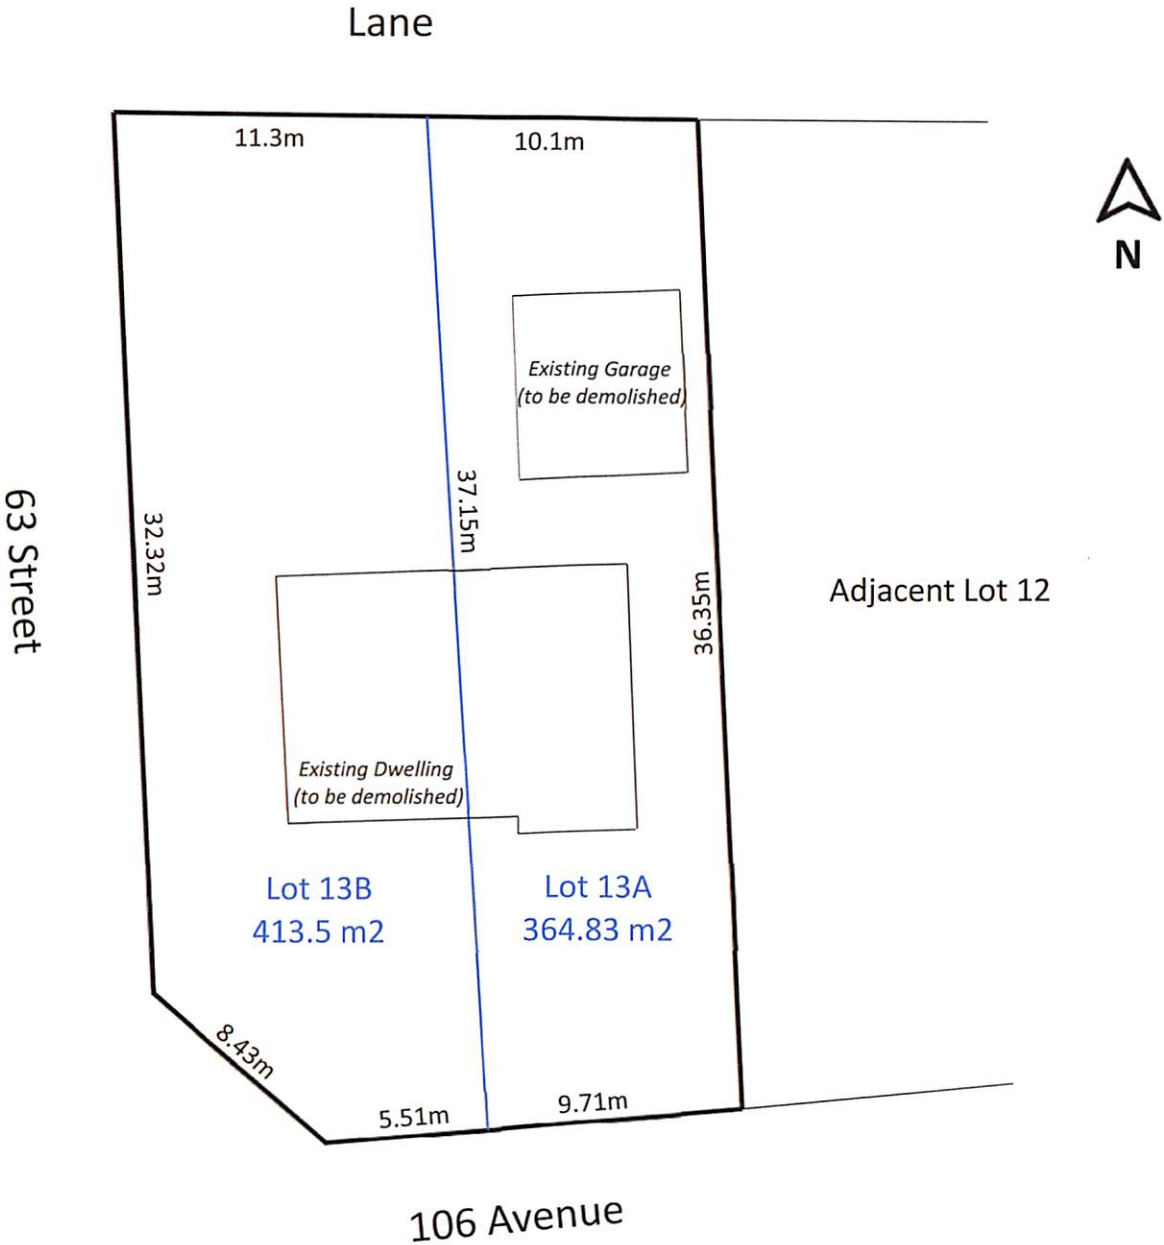 Lane
11.3m
10.1m
N
Existing Garage
(to be demolished)
37.15m
63 Street
32.32m
36.35m
Adjacent Lot 12
Existing Dwelling
(to be demolished)
Lot 13B
413.5 m2
Lot 13A
364.83 m2
8.43m
5.51m
9.71m
106 Avenue